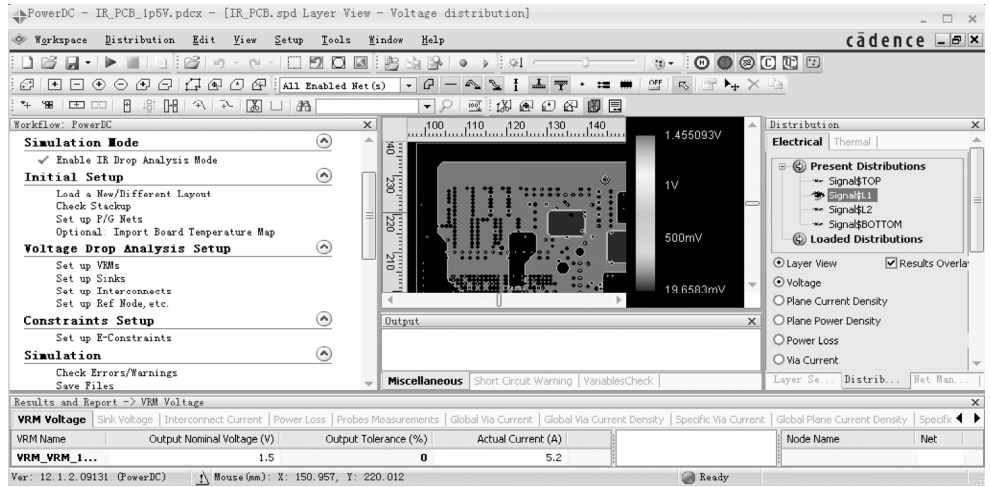 PowerDC - IR_PCB_1p5V.pdcx - [IR_PCB.spd Layer View - Voltage distribution]
Workspace Distribution Edit View Setup Tools Window Help
cādence
All Enabled Net(s)
OFF
Workflow: PowerDC
Simulation Mode
Enable IR Drop Analysis Mode
Initial Setup
Load a New/Different Layout
Check Stackup
Set up P/G Nets
Optional: Import Board Temperature Map
Voltage Drop Analysis Setup
Set up VRMs
Set up Sinks
Set up Interconnects
Set up Ref Node, etc.
Constraints Setup
Set up E-Constraints
Simulation
Check Errors/Warnings
Save Files
100 110 120 130 140
230
220
210
1.455093V
1V
500mV
19.6583mV
Output
Miscellaneous Short Circuit Warning VariablesCheck
Distribution
Electrical Thermal
Present Distributions
Signal$TOP
Signal$L1
Signal$L2
Signal$BOTTOM
Loaded Distributions
Layer View Results Overla
Voltage
Plane Current Density
Plane Power Density
Power Loss
Via Current
Layer Se... Distrib... Net Man...
Results and Report -> VRM Voltage
VRM Voltage Sink Voltage Interconnect Current Power Loss Probes Measurements Global Via Current Global Via Current Density Specific Via Current Global Plane Current Density Specific
VRM Name Output Nominal Voltage (V) Output Tolerance (%) Actual Current (A) Node Name Net
VRM_VRM_1... 1.5 0 5.2
Ver: 12.1.2.09131 (PowerDC) Mouse(mm): X: 150.957, Y: 220.012 Ready